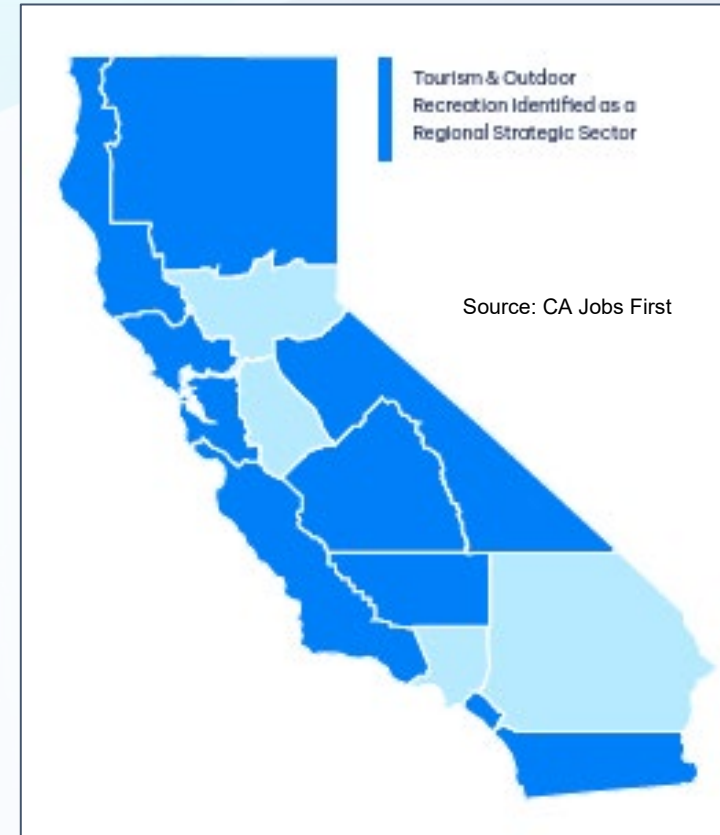 Tourism & Outdoor
Recreation Identified as a
Regional Strategic Sector
Source: CA Jobs First